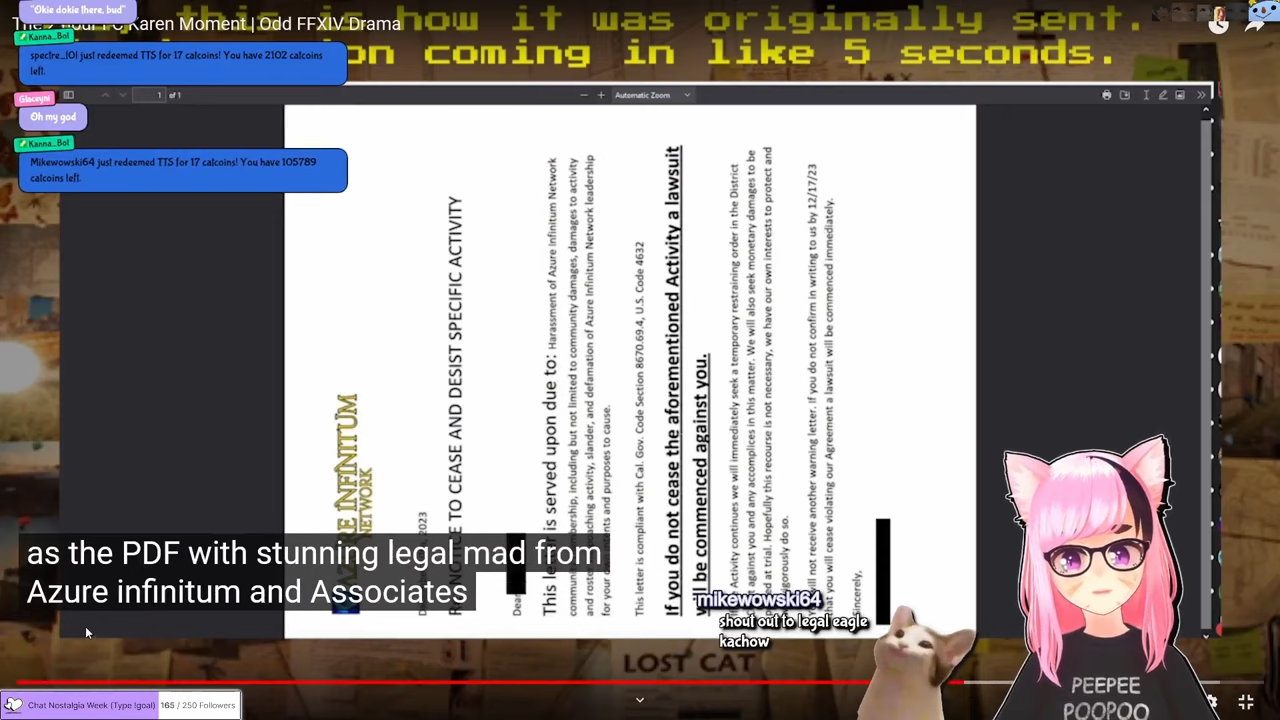 "Okie dokie there, bud"
The 9 Hour FC Karen Moment | Odd FFXIV Drama
this is how it was originally sent.
on coming in like 5 seconds.
Kanna_Bot
spec1re_101 just redeemed TTS for 17 calcoins! You have 2102 calcoins
left.
Glaceyni
Oh my god
Kanna_Bot
Mikewowski64 just redeemed TTS for 17 calcoins! You have 105789
calcoins left.
1 of 1
Automatic Zoom
E INFINITUM
NETWORK
2023
NOTICE TO CEASE AND DESIST SPECIFIC ACTIVITY
Dear
This letter is served upon due to: Harassment of Azure Infinitum Network
community membership, including but not limited to community damages, damages to activity
and roster, poaching activity, slander, and defamation of Azure Infinitum Network leadership
for your own intents and purposes to cause.
This letter is compliant with Cal. Gov. Code Section 8670.69.4, U.S. Code 4632
If you do not cease the aforementioned Activity a lawsuit
will be commenced against you.
If Activity continues we will immediately seek a temporary restraining order in the District
against you and any accomplices in this matter. We will also seek monetary damages to be
at trial. Hopefully this recourse is not necessary, we have our own interests to protect and
vigorously do so.
will not receive another warning letter. If you do not confirm in writing to us by 12/17/23
that you will cease violating our Agreement a lawsuit will be commenced immediately.
Sincerely,
as the PDF with stunning legal mad from
Azure infinitum and Associates
mikewowski64
shout out to legal eagle
kachow
LOST CAT
PEEPEE
POOPOO
Chat Nostalgia Week (Type !goal) 165 / 250 Followers